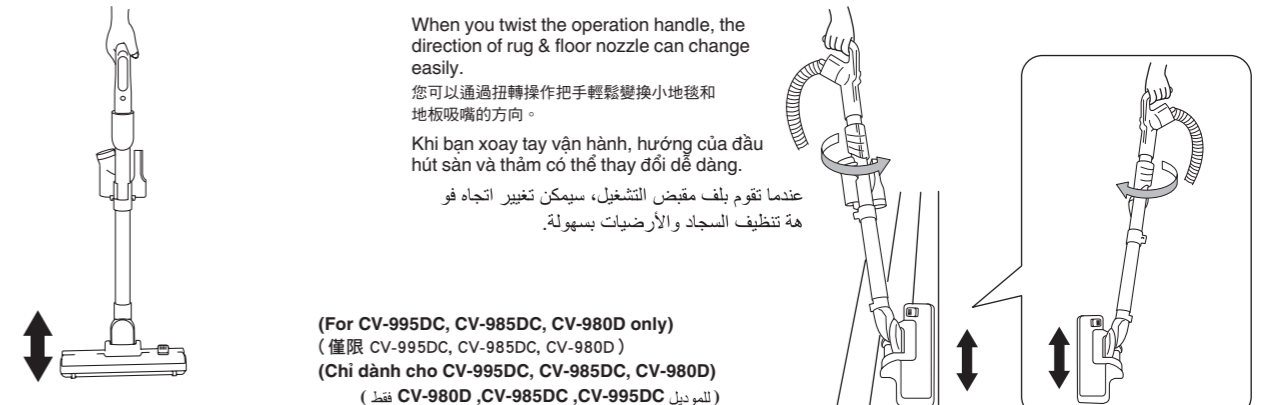 When you twist the operation handle, the
direction of rug & floor nozzle can change
easily.
您可以通過扭轉操作把手輕鬆變換小地毯和
地板吸嘴的方向。
Khi bạn xoay tay vận hành, hướng của đầu
hút sàn và thảm có thể thay đổi dễ dàng.
عندما تقوم بلف مقبض التشغيل، سيمكن تغيير اتجاه فو
هة تنظيف السجاد والأرضيات بسهولة.
(For CV-995DC, CV-985DC, CV-980D only)
（僅限 CV-995DC, CV-985DC, CV-980D）
(Chỉ dành cho CV-995DC, CV-985DC, CV-980D)
(للموديل CV-980D ,CV-985DC ,CV-995DC فقط )